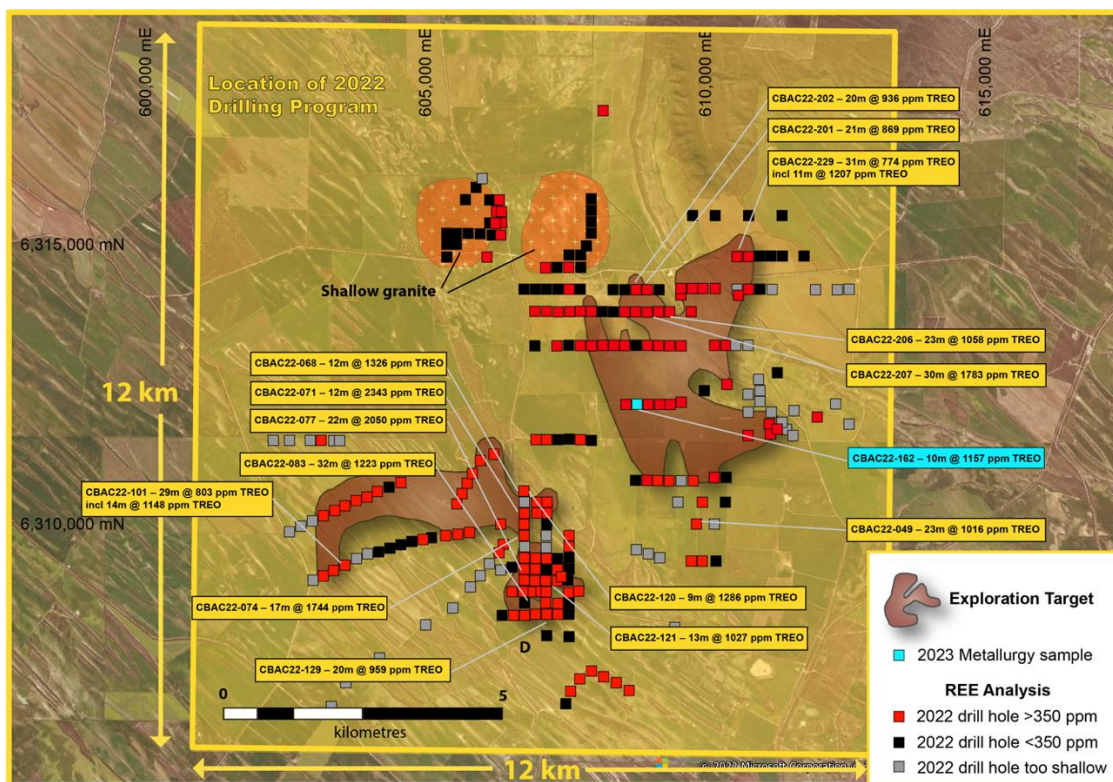 600,000 mE
605,000 mE
610,000 mE
615,000 mE
Location of 2022
Drilling Program
CBAC22-202 – 20m @ 936 ppm TREO
CBAC22-201 – 21m @ 869 ppm TREO
CBAC22-229 – 31m @ 774 ppm TREO
incl 11m @ 1207 ppm TREO
6,315,000 mN
Shallow granite
CBAC22-206 – 23m @ 1058 ppm TREO
CBAC22-068 – 12m @ 1326 ppm TREO
CBAC22-207 – 30m @ 1783 ppm TREO
12 km
CBAC22-071 – 12m @ 2343 ppm TREO
CBAC22-077 – 22m @ 2050 ppm TREO
CBAC22-083 – 32m @ 1223 ppm TREO
CBAC22-162 – 10m @ 1157 ppm TREO
CBAC22-101 – 29m @ 803 ppm TREO
incl 14m @ 1148 ppm TREO
6,310,000 mN
CBAC22-049 – 23m @ 1016 ppm TREO
CBAC22-074 – 17m @ 1744 ppm TREO
CBAC22-120 – 9m @ 1286 ppm TREO
CBAC22-121 – 13m @ 1027 ppm TREO
D
CBAC22-129 – 20m @ 959 ppm TREO
0
5
kilometres
12 km
© 2022 Microsoft Corporation
Exploration Target
2023 Metallurgy sample
REE Analysis
2022 drill hole >350 ppm
2022 drill hole <350 ppm
2022 drill hole too shallow